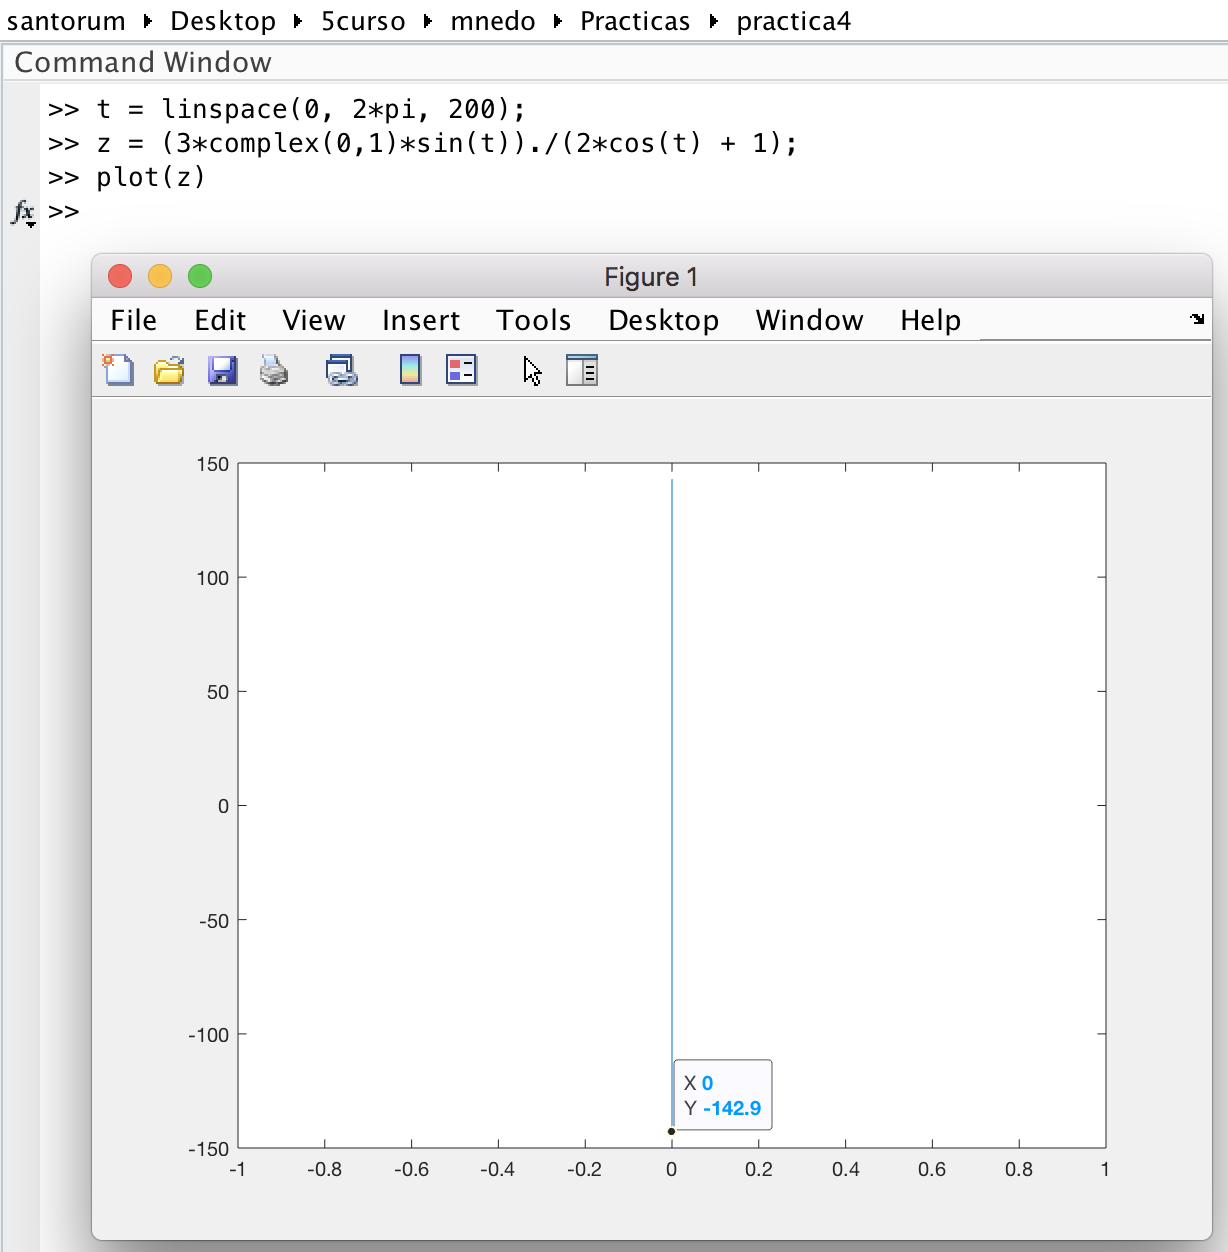 santorum ▸ Desktop ▸ 5curso ▸ mnedo ▸ Practicas ▸ practica4
Command Window
>> t = linspace(0, 2*pi, 200);
>> z = (3*complex(0,1)*sin(t))./(2*cos(t) + 1);
>> plot(z)
fx >>
Figure 1
File Edit View Insert Tools Desktop Window Help
150
100
50
0
-50
-100
X 0
Y -142.9
-150
-1 -0.8 -0.6 -0.4 -0.2 0 0.2 0.4 0.6 0.8 1